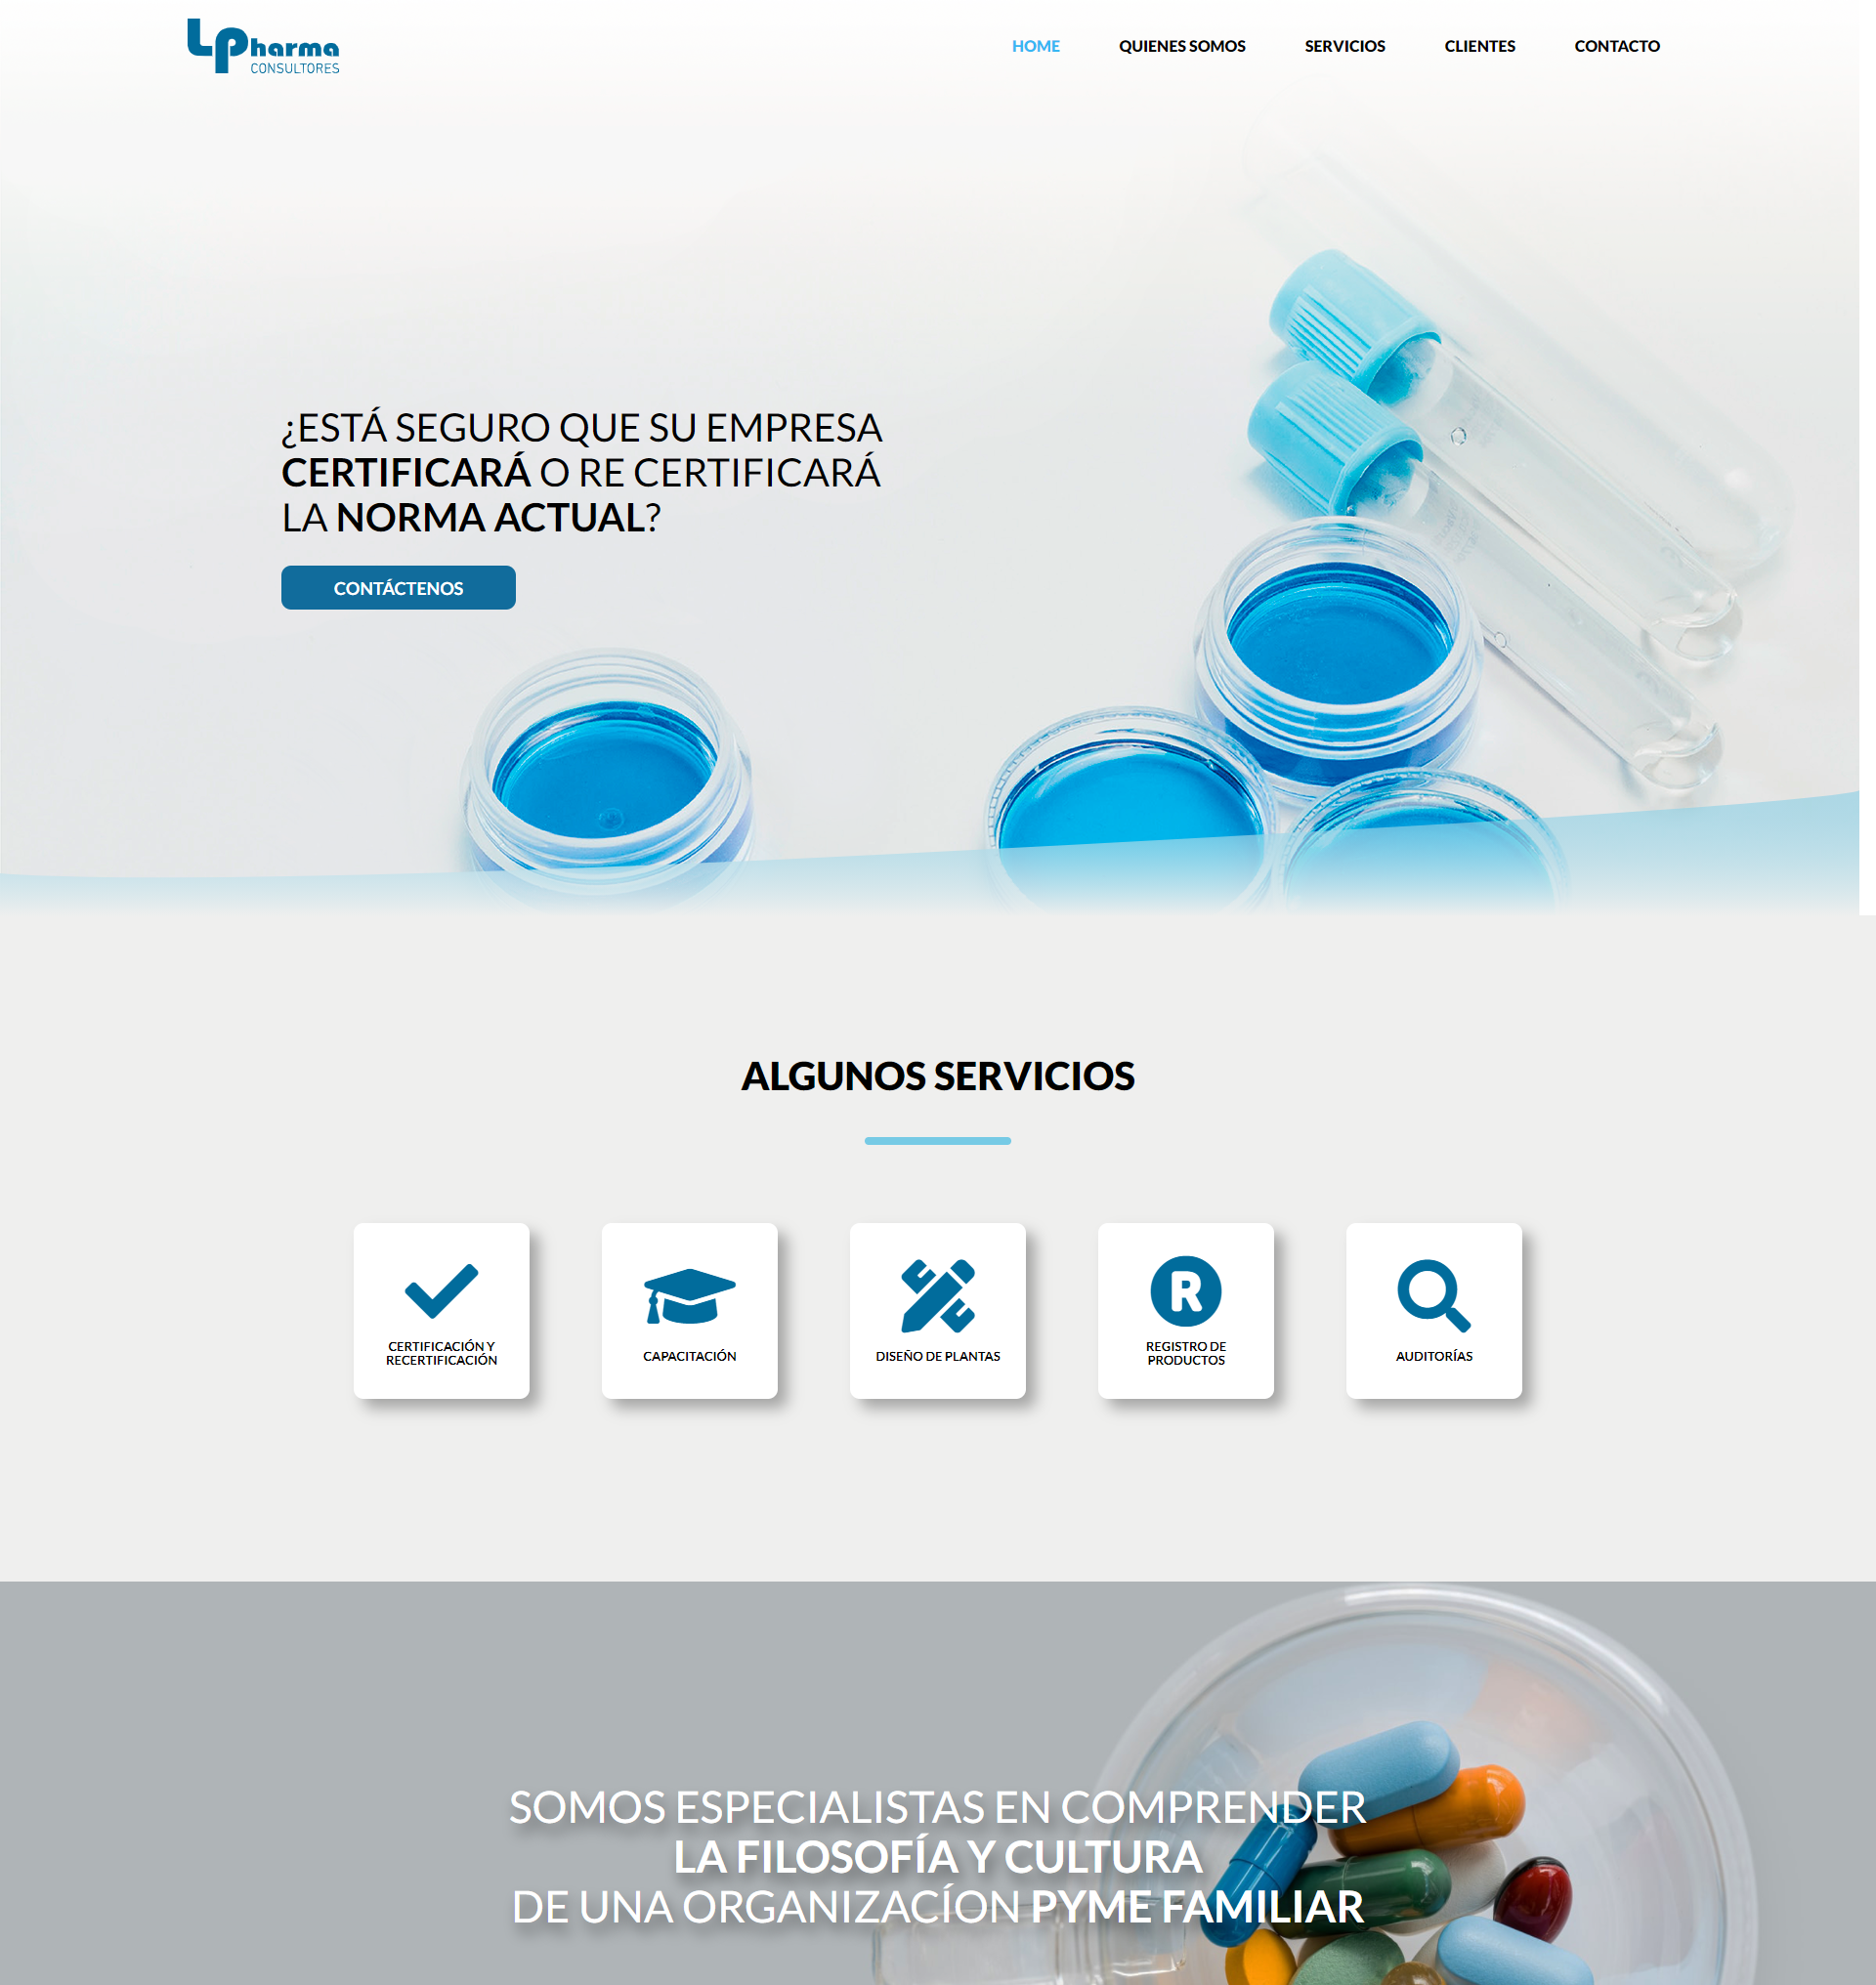 LPharma
CONSULTORES
HOME QUIENES SOMOS SERVICIOS CLIENTES CONTACTO
¿ESTÁ SEGURO QUE SU EMPRESA
CERTIFICARÁ O RE CERTIFICARÁ
LA NORMA ACTUAL?
CONTÁCTENOS
ALGUNOS SERVICIOS
CERTIFICACIÓN Y
RECERTIFICACIÓN
CAPACITACIÓN
DISEÑO DE PLANTAS
R
REGISTRO DE
PRODUCTOS
AUDITORÍAS
SOMOS ESPECIALISTAS EN COMPRENDER
LA FILOSOFÍA Y CULTURA
DE UNA ORGANIZACÍON PYME FAMILIAR